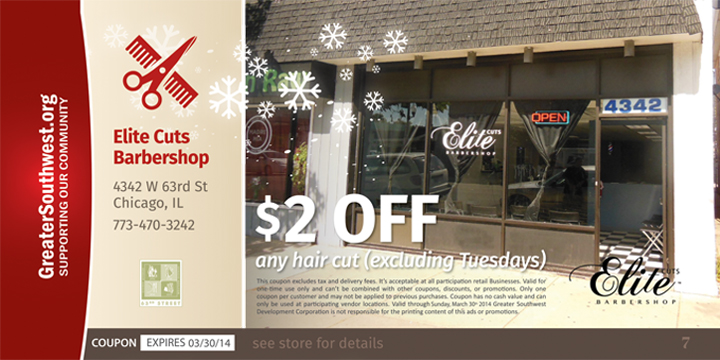 GreaterSouthwest.org
SUPPORTING OUR COMMUNITY
Elite Cuts
Barbershop
4342 W 63rd St
Chicago, IL
773-470-3242
63RD STREET
Elite CUTS
BARBERSHOP
OPEN
4342
$2 OFF
any hair cut (excluding Tuesdays)
This coupon excludes tax and delivery fees. It's acceptable at all participation retail Businesses. Valid for
one-time use only and can't be combined with other coupons, discounts, or promotions. Only one
coupon per customer and may not be applied to previous purchases. Coupon has no cash value and can
only be used at participating vendor locations. Valid through Sunday, March 30th 2014 Greater Southwest
Development Corporation is not responsible for the printing content of this ads or promotions.
Elite CUTS
BARBERSHOP
COUPON EXPIRES 03/30/14 see store for details 7